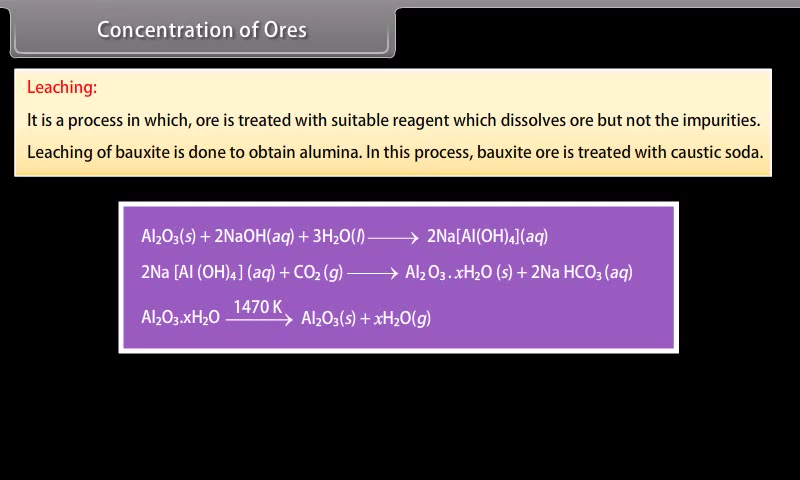 Concentration of Ores
Leaching:
It is a process in which, ore is treated with suitable reagent which dissolves ore but not the impurities.
Leaching of bauxite is done to obtain alumina. In this process, bauxite ore is treated with caustic soda.
Al₂O₃(s) + 2NaOH(aq) + 3H₂O(l) ⟶ 2Na[Al(OH)₄](aq)
2Na [Al (OH)₄] (aq) + CO₂ (g) ⟶ Al₂ O₃ . xH₂O (s) + 2Na HCO₃ (aq)
1470 K
Al₂O₃.xH₂O ⟶ Al₂O₃(s) + xH₂O(g)